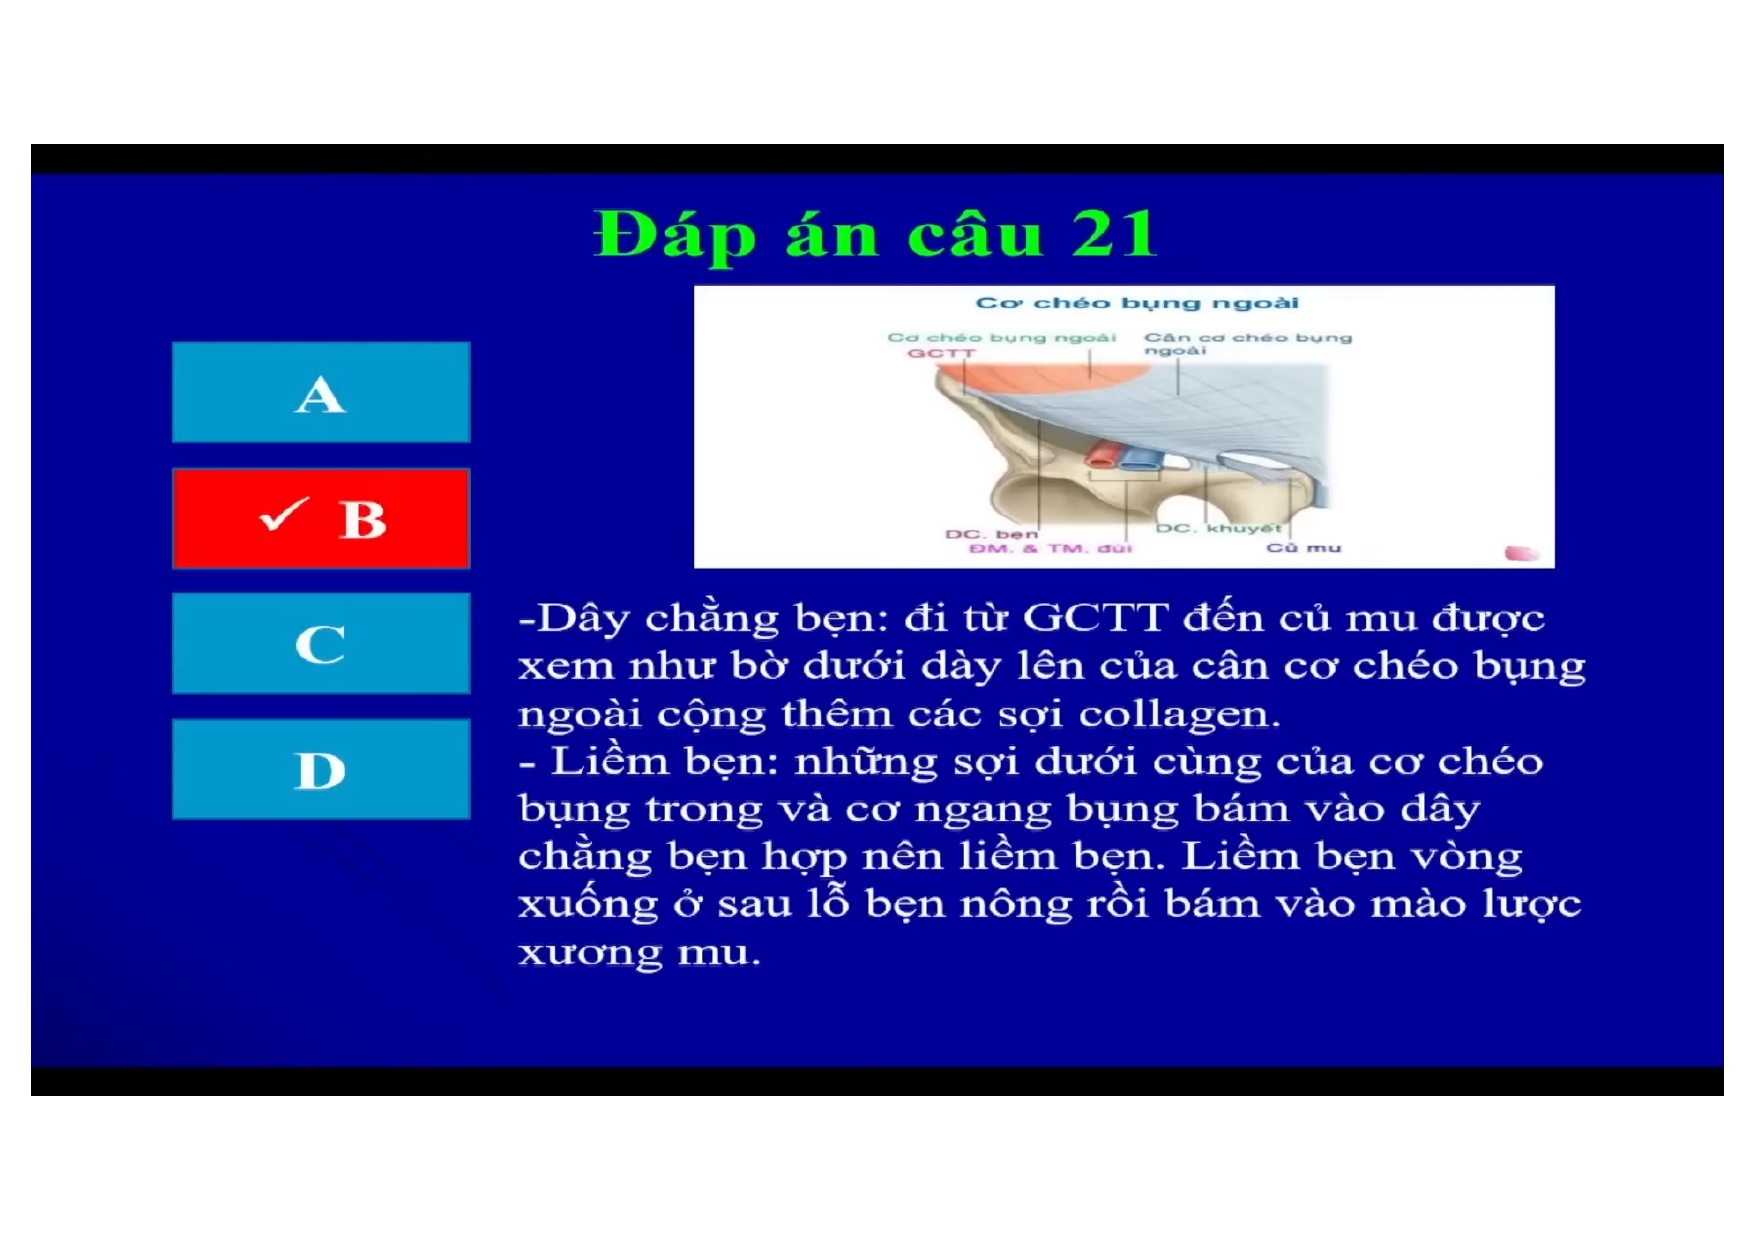 Đáp án câu 21
Cơ chéo bụng ngoài
Cơ chéo bụng ngoài
Cân cơ chéo bụng
ngoài
GCTT
DC. bẹn
ĐM. & TM. đùi
DC. khuyết
Củ mu
A
✓ B
C
D
-Dây chằng bẹn: đi từ GCTT đến củ mu được
xem như bờ dưới dày lên của cân cơ chéo bụng
ngoài cộng thêm các sợi collagen.
- Liềm bẹn: những sợi dưới cùng của cơ chéo
bụng trong và cơ ngang bụng bám vào dây
chằng bẹn hợp nên liềm bẹn. Liềm bẹn vòng
xuống ở sau lỗ bẹn nông rồi bám vào mào lược
xương mu.